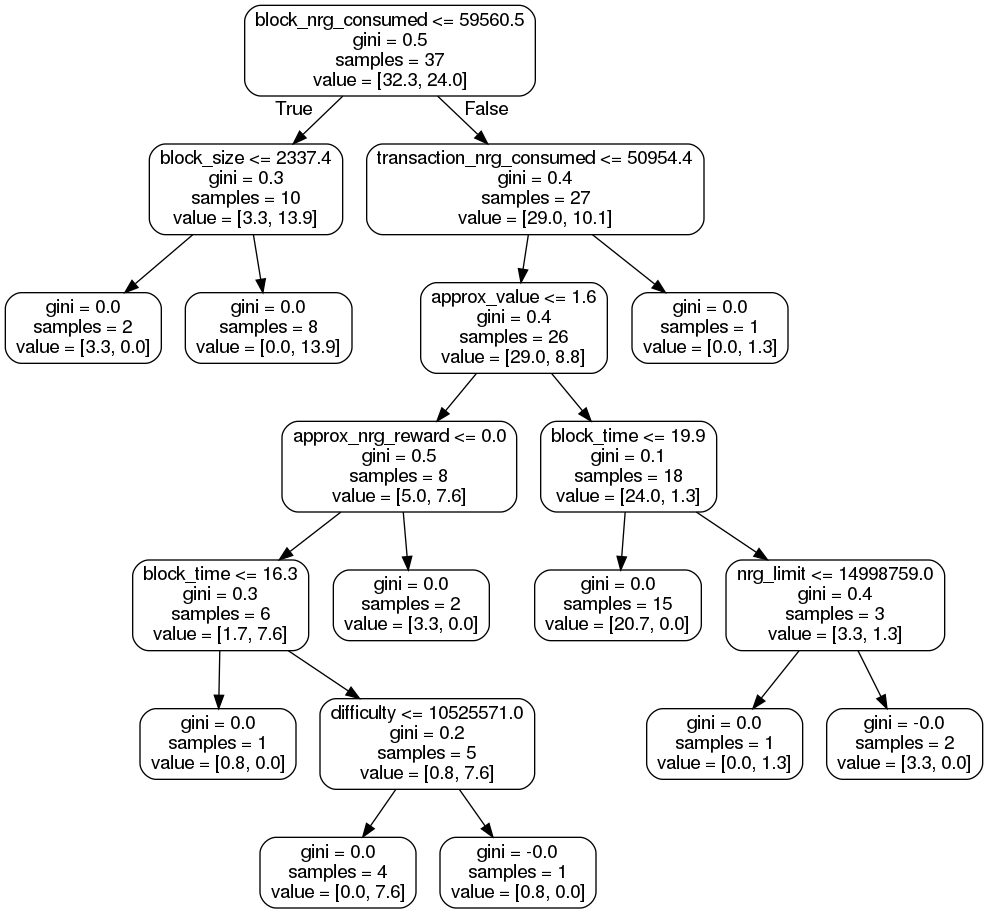 block_nrg_consumed <= 59560.5
gini = 0.5
samples = 37
value = [32.3, 24.0]
True
False
block_size <= 2337.4
gini = 0.3
samples = 10
value = [3.3, 13.9]
transaction_nrg_consumed <= 50954.4
gini = 0.4
samples = 27
value = [29.0, 10.1]
gini = 0.0
samples = 2
value = [3.3, 0.0]
gini = 0.0
samples = 8
value = [0.0, 13.9]
approx_value <= 1.6
gini = 0.4
samples = 26
value = [29.0, 8.8]
gini = 0.0
samples = 1
value = [0.0, 1.3]
approx_nrg_reward <= 0.0
gini = 0.5
samples = 8
value = [5.0, 7.6]
block_time <= 19.9
gini = 0.1
samples = 18
value = [24.0, 1.3]
block_time <= 16.3
gini = 0.3
samples = 6
value = [1.7, 7.6]
gini = 0.0
samples = 2
value = [3.3, 0.0]
gini = 0.0
samples = 15
value = [20.7, 0.0]
nrg_limit <= 14998759.0
gini = 0.4
samples = 3
value = [3.3, 1.3]
gini = 0.0
samples = 1
value = [0.8, 0.0]
difficulty <= 10525571.0
gini = 0.2
samples = 5
value = [0.8, 7.6]
gini = 0.0
samples = 1
value = [0.0, 1.3]
gini = -0.0
samples = 2
value = [3.3, 0.0]
gini = 0.0
samples = 4
value = [0.0, 7.6]
gini = -0.0
samples = 1
value = [0.8, 0.0]